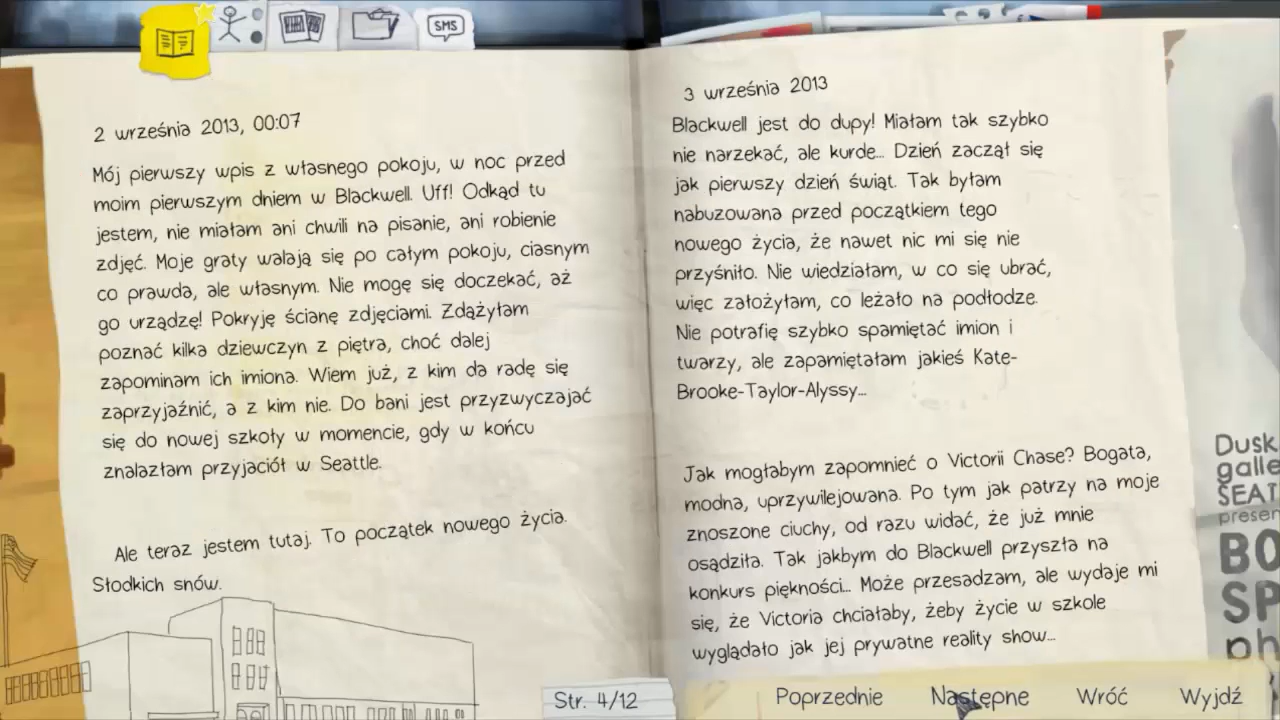 SMS
2 września 2013, 00:07
Mój pierwszy wpis z własnego pokoju, w noc przed
moim pierwszym dniem w Blackwell. Uff! Odkąd tu
jestem, nie miałam ani chwili na pisanie, ani robienie
zdjęć. Moje graty walają się po całym pokoju, ciasnym
co prawda, ale własnym. Nie mogę się doczekać, aż
go urządzę! Pokryję ścianę zdjęciami. Zdążyłam
poznać kilka dziewczyn z piętra, choć dalej
zapominam ich imiona. Wiem już, z kim da radę się
zaprzyjaźnić, a z kim nie. Do bani jest przyzwyczajać
się do nowej szkoły w momencie, gdy w końcu
znalazłam przyjaciół w Seattle.
Ale teraz jestem tutaj. To początek nowego życia.
Słodkich snów.
3 września 2013
Blackwell jest do dupy! Miałam tak szybko
nie narzekać, ale kurde... Dzień zaczął się
jak pierwszy dzień świąt. Tak byłam
nabuzowana przed początkiem tego
nowego życia, że nawet nic mi się nie
przyśniło. Nie wiedziałam, w co się ubrać,
więc założyłam, co leżało na podłodze.
Nie potrafię szybko spamiętać imion i
twarzy, ale zapamiętałam jakieś Kate-
Brooke-Taylor-Alyssy...
Jak mogłabym zapomnieć o Victorii Chase? Bogata,
modna, uprzywilejowana. Po tym jak patrzy na moje
znoszone ciuchy, od razu widać, że już mnie
osądziła. Tak jakbym do Blackwell przyszła na
konkurs piękności... Może przesadzam, ale wydaje mi
się, że Victoria chciałaby, żeby życie w szkole
wyglądało jak jej prywatne reality show...
Dusk
galle
SEAT
presen
BO
SP
ph
Str. 4/12
Poprzednie Następne Wróć Wyjdź